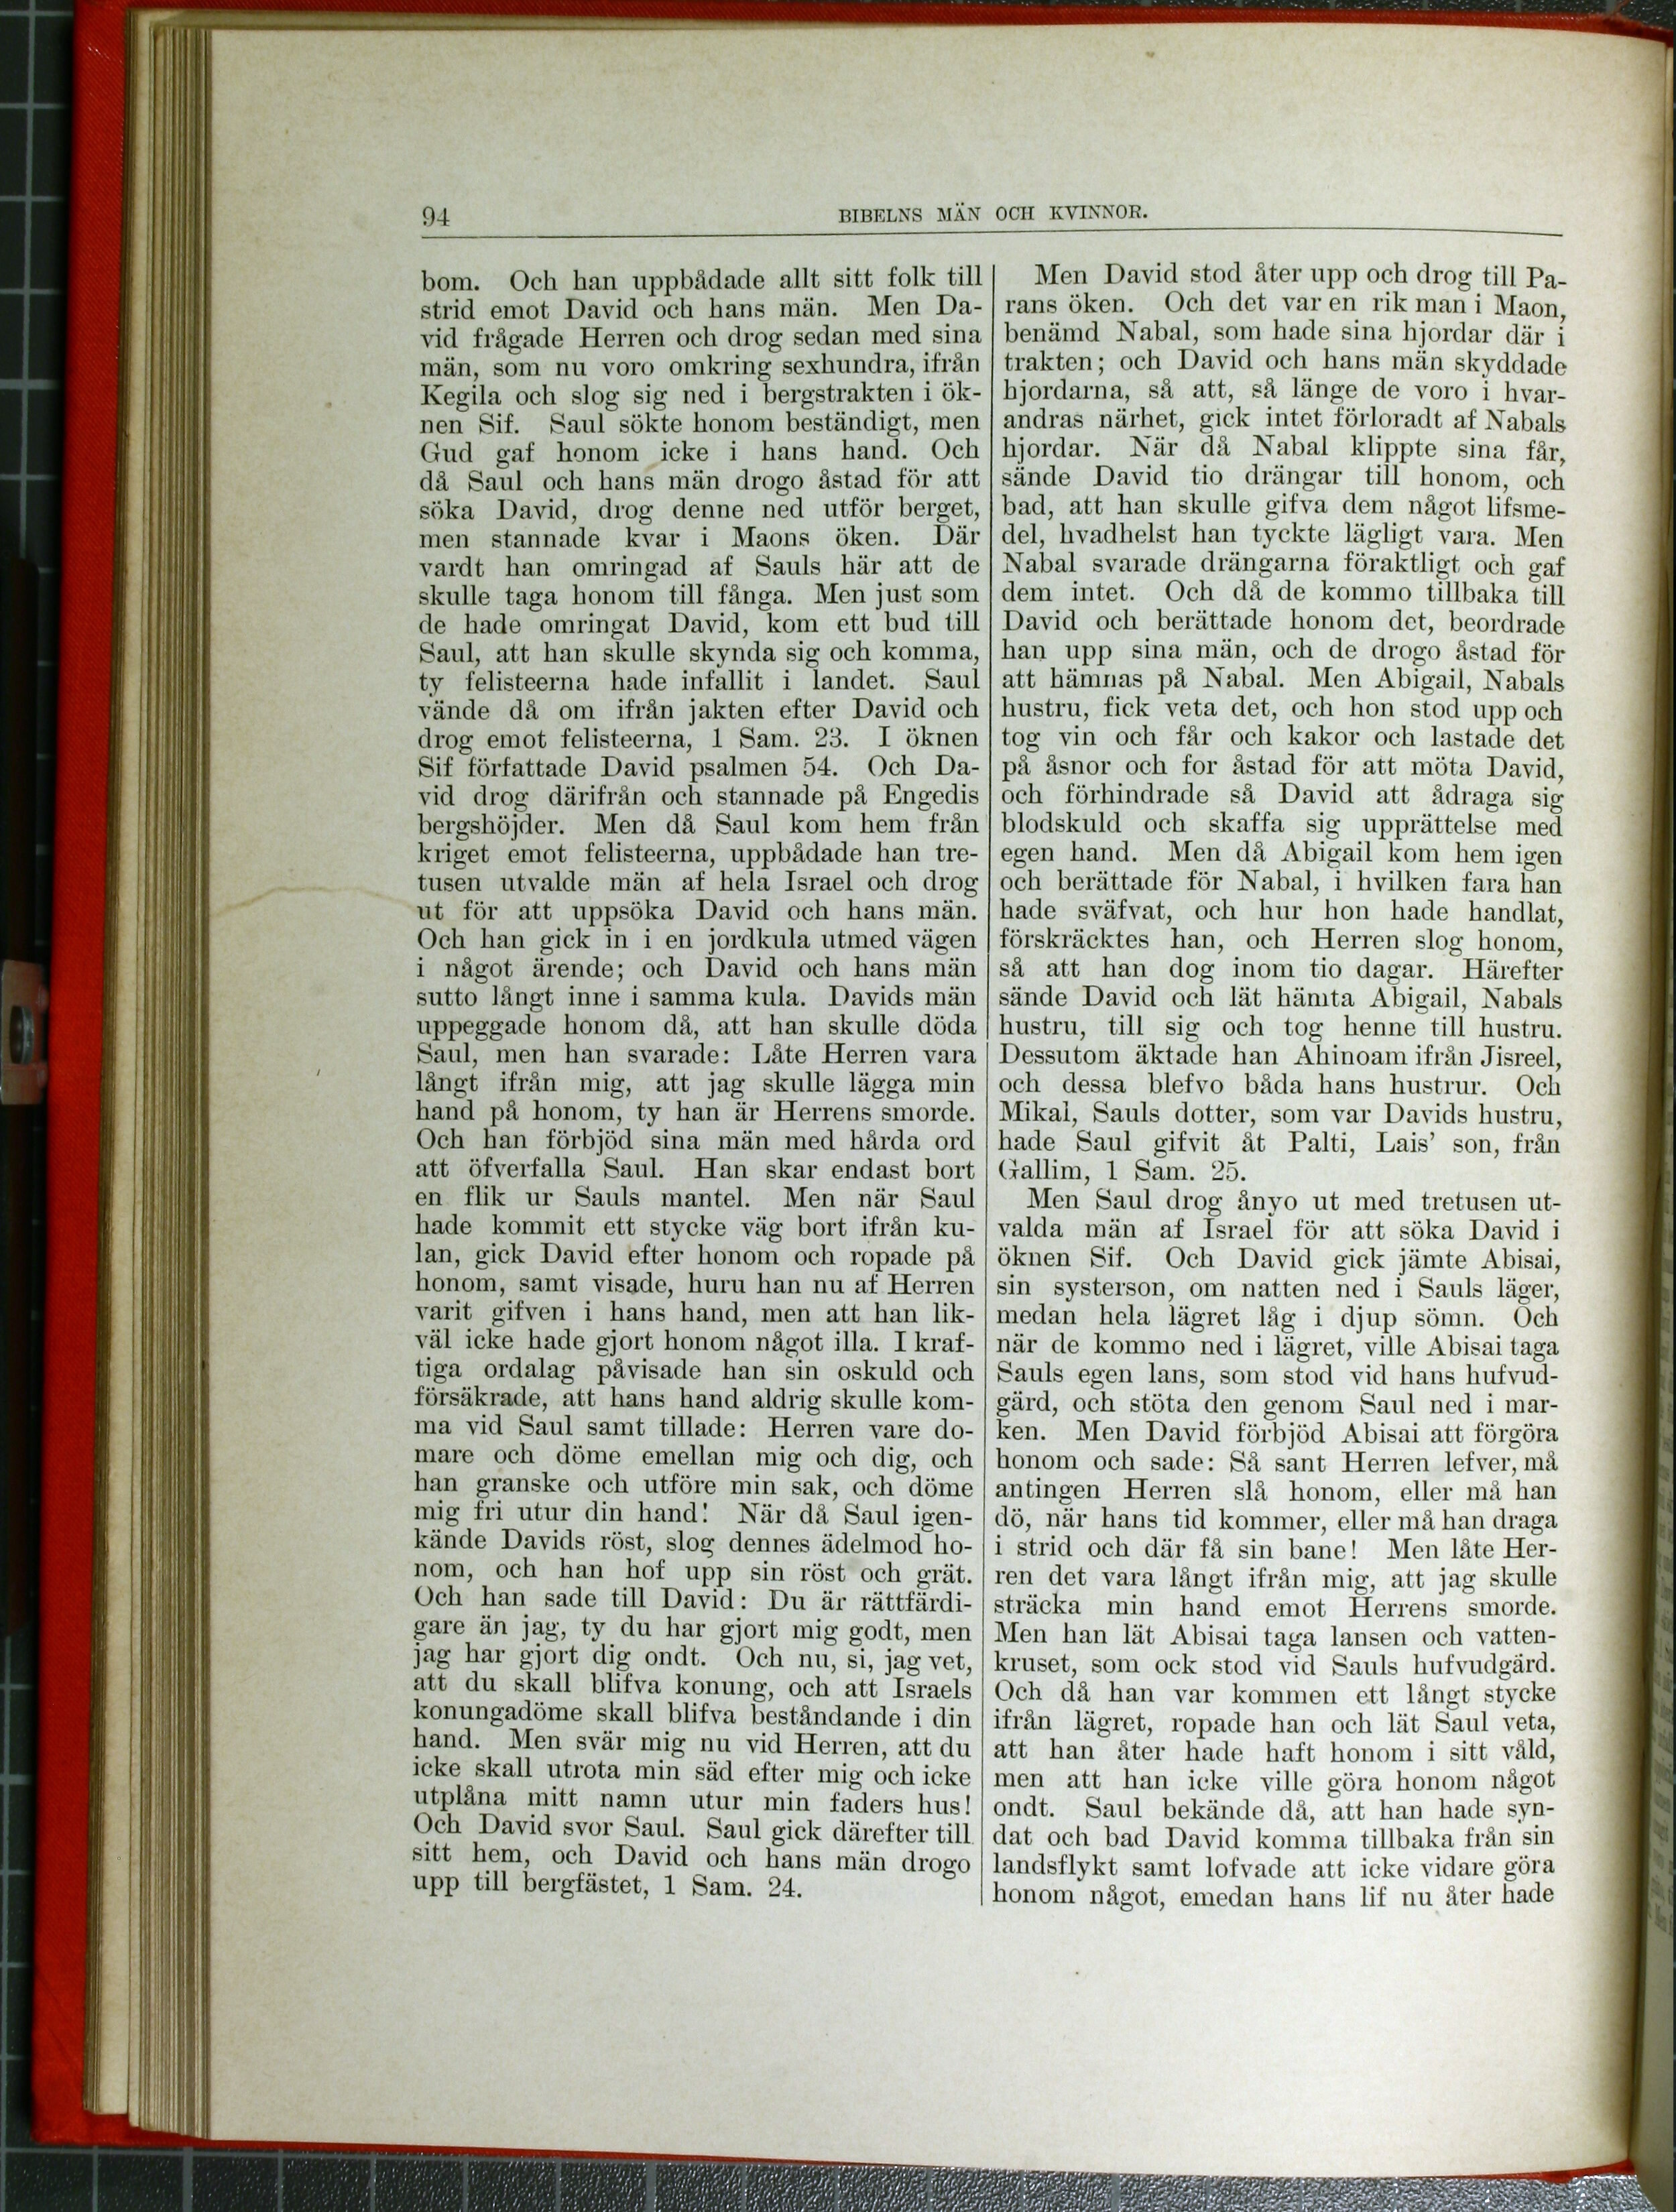 94
BIBELNS MÄN OCH KVINNOR.
bom. Och han uppbådade allt sitt folk till
strid emot David och hans män. Men Da-
vid frågade Herren och drog sedan med sina
män, som nu voro omkring sexhundra, ifrån
Kegila och slog sig ned i bergstrakten i ök-
nen Sif. Saul sökte honom beständigt, men
Gud gaf honom icke i hans hand. Och
då Saul och hans män drogo åstad för att
söka David, drog denne ned utför berget,
men stannade kvar i Maons öken. Där
vardt han omringad af Sauls här att de
skulle taga honom till fånga. Men just som
de hade omringat David, kom ett bud till
Saul, att han skulle skynda sig och komma,
ty felisteerna hade infallit i landet. Saul
vände då om ifrån jakten efter David och
drog emot felisteerna, 1 Sam. 23. I öknen
Sif författade David psalmen 54. Och Da-
vid drog därifrån och stannade på Engedis
bergshöjder. Men då Saul kom hem från
kriget emot felisteerna, uppbådade han tre-
tusen utvalde män af hela Israel och drog
ut för att uppsöka David och hans män.
Och han gick in i en jordkula utmed vägen
i något ärende; och David och hans män
sutto långt inne i samma kula. Davids män
uppeggade honom då, att han skulle döda
Saul, men han svarade: Låte Herren vara
långt ifrån mig, att jag skulle lägga min
hand på honom, ty han är Herrens smorde.
Och han förbjöd sina män med hårda ord
att öfverfalla Saul. Han skar endast bort
en flik ur Sauls mantel. Men när Saul
hade kommit ett stycke väg bort ifrån ku-
lan, gick David efter honom och ropade på
honom, samt visade, huru han nu af Herren
varit gifven i hans hand, men att han lik-
väl icke hade gjort honom något illa. I kraf-
tiga ordalag påvisade han sin oskuld och
försäkrade, att hans hand aldrig skulle kom-
ma vid Saul samt tillade: Herren vare do-
mare och döme emellan mig och dig, och
han granske och utföre min sak, och döme
mig fri utur din hand! När då Saul igen-
kände Davids röst, slog dennes ädelmod ho-
nom, och han hof upp sin röst och grät.
Och han sade till David: Du är rättfärdi-
gare än jag, ty du har gjort mig godt, men
jag har gjort dig ondt. Och nu, si, jag vet,
att du skall blifva konung, och att Israels
konungadöme skall blifva beståndande i din
hand. Men svär mig nu vid Herren, att du
icke skall utrota min säd efter mig och icke
utplåna mitt namn utur min faders hus!
Och David svor Saul. Saul gick därefter till
sitt hem, och David och hans män drogo
upp till bergfästet, 1 Sam. 24.
Men David stod åter upp och drog till Pa-
rans öken. Och det var en rik man i Maon,
benämd Nabal, som hade sina hjordar där i
trakten; och David och hans män skyddade
hjordarna, så att, så länge de voro i hvar-
andras närhet, gick intet förloradt af Nabals
hjordar. När då Nabal klippte sina får,
sände David tio drängar till honom, och
bad, att han skulle gifva dem något lifsme-
del, hvadhelst han tyckte lägligt vara. Men
Nabal svarade drängarna föraktligt och gaf
dem intet. Och då de kommo tillbaka till
David och berättade honom det, beordrade
han upp sina män, och de drogo åstad för
att hämnas på Nabal. Men Abigail, Nabals
hustru, fick veta det, och hon stod upp och
tog vin och får och kakor och lastade det
på åsnor och for åstad för att möta David,
och förhindrade så David att ådraga sig
blodskuld och skaffa sig upprättelse med
egen hand. Men då Abigail kom hem igen
och berättade för Nabal, i hvilken fara han
hade sväfvat, och hur hon hade handlat,
förskräcktes han, och Herren slog honom,
så att han dog inom tio dagar. Härefter
sände David och lät hämta Abigail, Nabals
hustru, till sig och tog henne till hustru.
Dessutom äktade han Ahinoam ifrån Jisreel,
och dessa blefvo båda hans hustrur. Och
Mikal, Sauls dotter, som var Davids hustru,
hade Saul gifvit åt Palti, Lais' son, från
Gallim, 1 Sam. 25.
Men Saul drog ånyo ut med tretusen ut-
valda män af Israel för att söka David i
öknen Sif. Och David gick jämte Abisai,
sin systerson, om natten ned i Sauls läger,
medan hela lägret låg i djup sömn. Och
när de kommo ned i lägret, ville Abisai taga
Sauls egen lans, som stod vid hans hufvud-
gärd, och stöta den genom Saul ned i mar-
ken. Men David förbjöd Abisai att förgöra
honom och sade: Så sant Herren lefver, må
antingen Herren slå honom, eller må han
dö, när hans tid kommer, eller må han draga
i strid och där få sin bane! Men låte Her-
ren det vara långt ifrån mig, att jag skulle
sträcka min hand emot Herrens smorde.
Men han lät Abisai taga lansen och vatten-
kruset, som ock stod vid Sauls hufvudgärd.
Och då han var kommen ett långt stycke
ifrån lägret, ropade han och lät Saul veta,
att han åter hade haft honom i sitt våld,
men att han icke ville göra honom något
ondt. Saul bekände då, att han hade syn-
dat och bad David komma tillbaka från sin
landsflykt samt lofvade att icke vidare göra
honom något, emedan hans lif nu åter hade